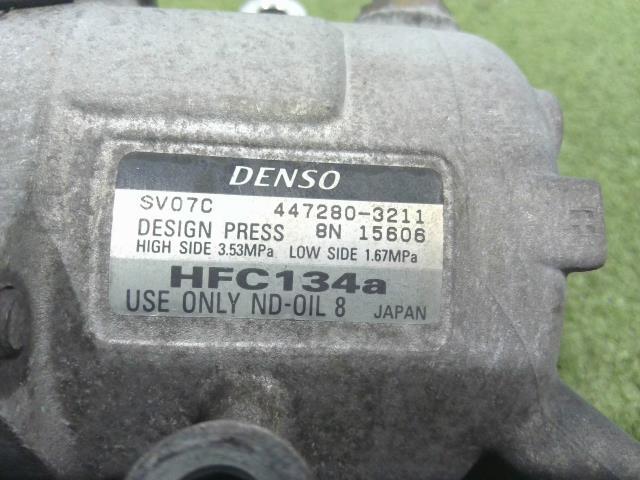 DENSO
SV07C 447280-3211
DESIGN PRESS 8N 15606
HIGH SIDE 3.53MPa LOW SIDE 1.67MPa
HFC134a
USE ONLY ND-OIL 8 JAPAN